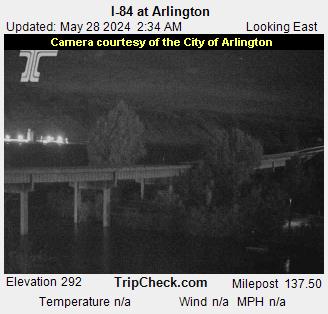 I-84 at Arlington
Updated: May 28 2024  2:34 AM Looking East
Camera courtesy of the City of Arlington
Elevation 292 TripCheck.com Milepost 137.50
Temperature n/a Wind n/a MPH n/a